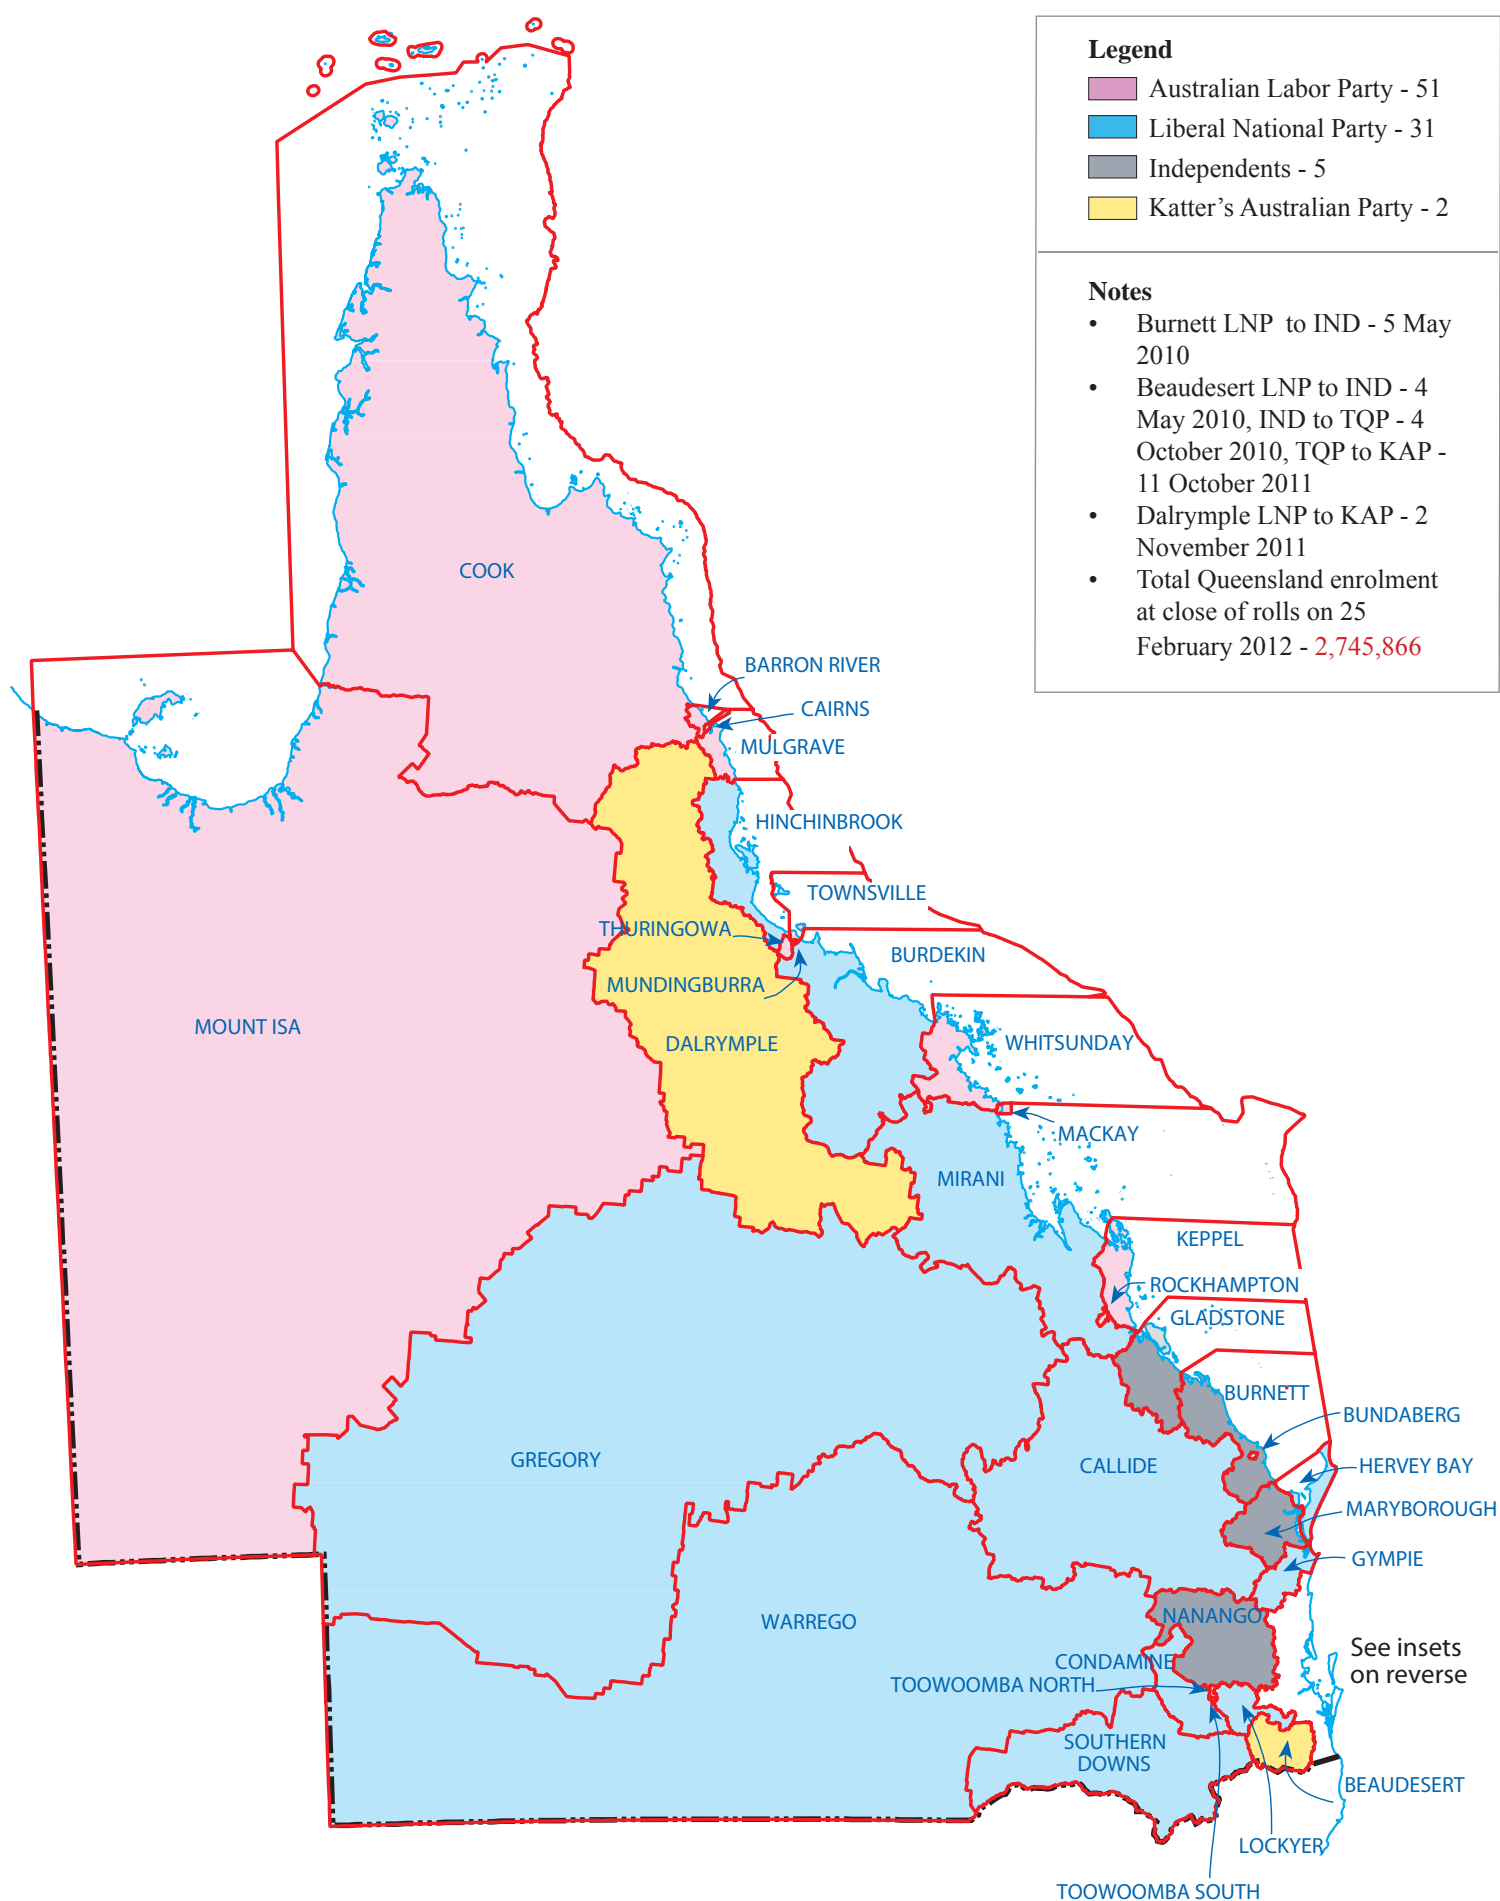 Legend
Australian Labor Party - 51
Liberal National Party - 31
Independents - 5
Katter's Australian Party - 2
Notes
• Burnett LNP to IND - 5 May
2010
• Beaudesert LNP to IND - 4
May 2010, IND to TQP - 4
October 2010, TQP to KAP -
11 October 2011
• Dalrymple LNP to KAP - 2
November 2011
• Total Queensland enrolment
at close of rolls on 25
February 2012 - 2,745,866
COOK
BARRON RIVER
CAIRNS
MULGRAVE
HINCHINBROOK
TOWNSVILLE
THURINGOWA
BURDEKIN
MUNDINGBURRA
MOUNT ISA
DALRYMPLE
WHITSUNDAY
MACKAY
MIRANI
KEPPEL
ROCKHAMPTON
GLADSTONE
BURNETT
BUNDABERG
GREGORY
CALLIDE
HERVEY BAY
MARYBOROUGH
GYMPIE
WARREGO
NANANGO
See insets
on reverse
CONDAMINE
TOOWOOMBA NORTH
SOUTHERN
DOWNS
BEAUDESERT
LOCKYER
TOOWOOMBA SOUTH